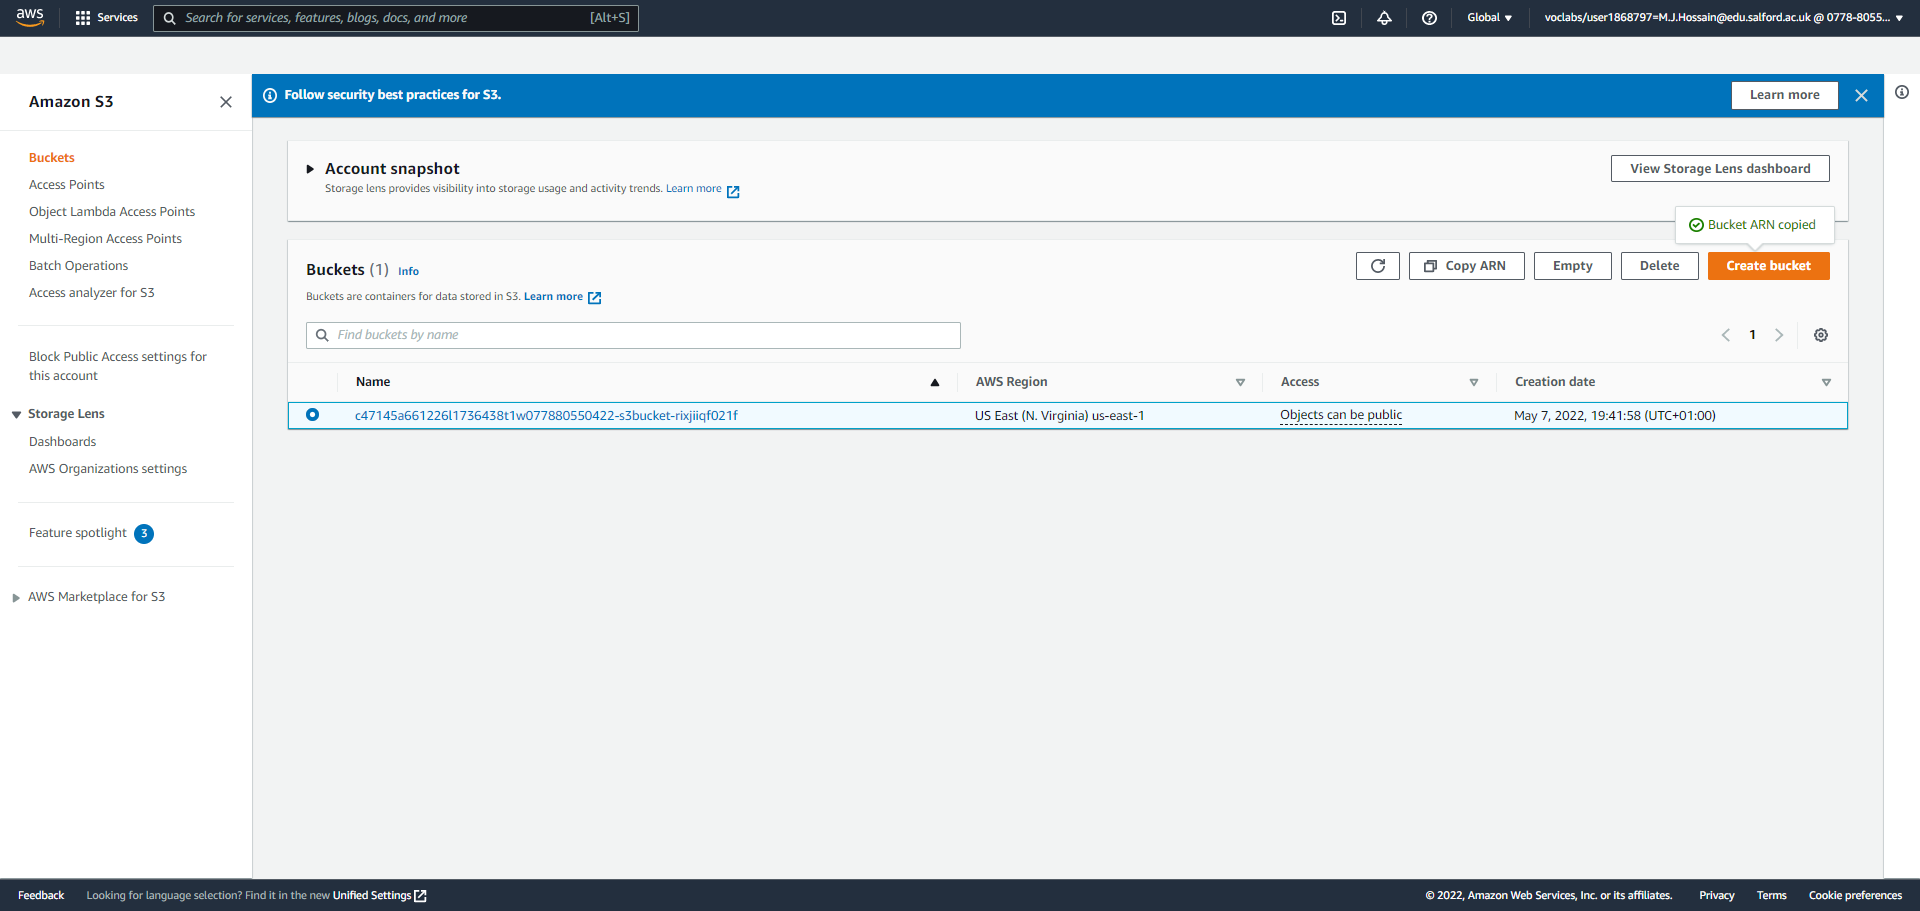 aws
Services
Search for services, features, blogs, docs, and more
[Alt+S]
Global
voclabs/user1868797=M.J.Hossain@edu.salford.ac.uk @ 0778-8055...
Amazon S3
Buckets
Access Points
Object Lambda Access Points
Multi-Region Access Points
Batch Operations
Access analyzer for S3
Block Public Access settings for
this account
Storage Lens
Dashboards
AWS Organizations settings
Feature spotlight 3
AWS Marketplace for S3
Follow security best practices for S3.
Learn more
Account snapshot
Storage lens provides visibility into storage usage and activity trends. Learn more
View Storage Lens dashboard
Bucket ARN copied
Buckets (1) Info
Buckets are containers for data stored in S3. Learn more
Copy ARN
Empty
Delete
Create bucket
Find buckets by name
1
Name
AWS Region
Access
Creation date
c47145a661226l1736438t1w077880550422-s3bucket-rixjiiqf021f
US East (N. Virginia) us-east-1
Objects can be public
May 7, 2022, 19:41:58 (UTC+01:00)
Feedback
Looking for language selection? Find it in the new Unified Settings
© 2022, Amazon Web Services, Inc. or its affiliates.
Privacy
Terms
Cookie preferences